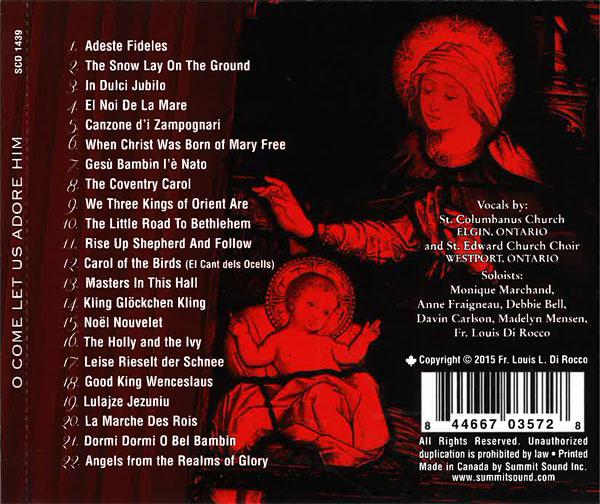 SCD 1439
O COME LET US ADORE HIM
1. Adeste Fideles
2. The Snow Lay On The Ground
3. In Dulci Jubilo
4. El Noi De La Mare
5. Canzone d'i Zampognari
6. When Christ Was Born of Mary Free
7. Gesù Bambin l'è Nato
8. The Coventry Carol
9. We Three Kings of Orient Are
10. The Little Road To Bethlehem
11. Rise Up Shepherd And Follow
12. Carol of the Birds (El Cant dels Ocells)
13. Masters In This Hall
14. Kling Glöckchen Kling
15. Noël Nouvelet
16. The Holly and the Ivy
17. Leise Rieselt der Schnee
18. Good King Wenceslaus
19. Lulajze Jezuniu
20. La Marche Des Rois
21. Dormi Dormi O Bel Bambin
22. Angels from the Realms of Glory
Vocals by:
St. Columbanus Church
ELGIN, ONTARIO
and St. Edward Church Choir
WESTPORT, ONTARIO
Soloists:
Monique Marchand,
Anne Fraigneau, Debbie Bell,
Davin Carlson, Madelyn Mensen,
Fr. Louis Di Rocco
Copyright © 2015 Fr. Louis L. Di Rocco
8 44667 03572 8
All Rights Reserved. Unauthorized
duplication is prohibited by law • Printed
Made in Canada by Summit Sound Inc.
www.summitsound.com